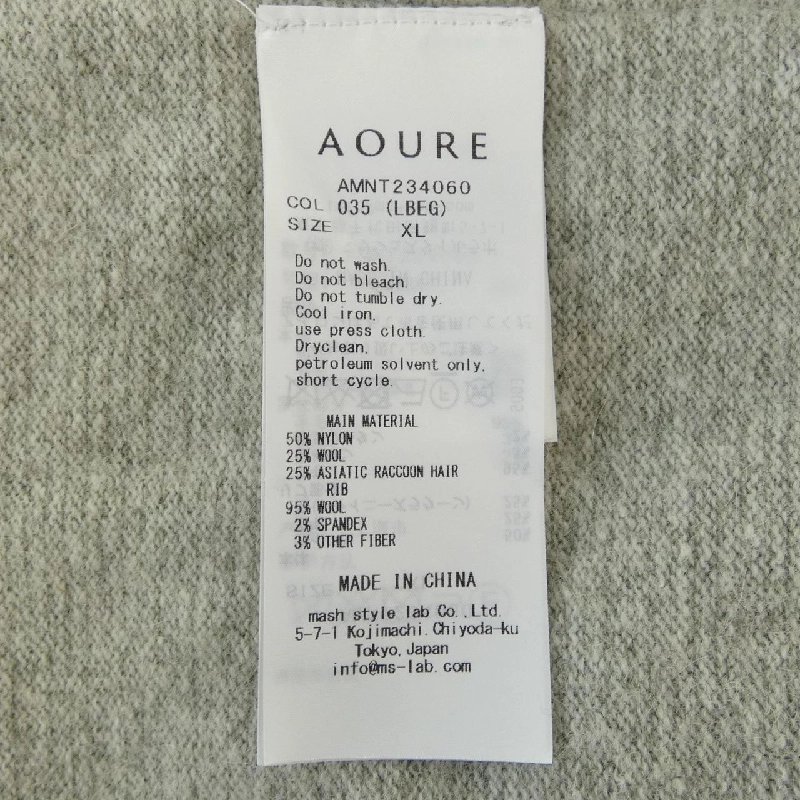 AOURE
AMNT234060
COL 035 (LBEG)
SIZE XL
Do not wash.
Do not bleach.
Do not tumble dry.
Cool iron,
use press cloth.
Dryclean,
petroleum solvent only,
short cycle.
MAIN MATERIAL
50% NYLON
25% WOOL
25% ASIATIC RACCOON HAIR
RIB
95% WOOL
2% SPANDEX
3% OTHER FIBER
MADE IN CHINA
mash style lab Co.,Ltd.
5-7-1 Kojimachi.Chiyoda-ku
Tokyo,Japan
info@ms-lab.com